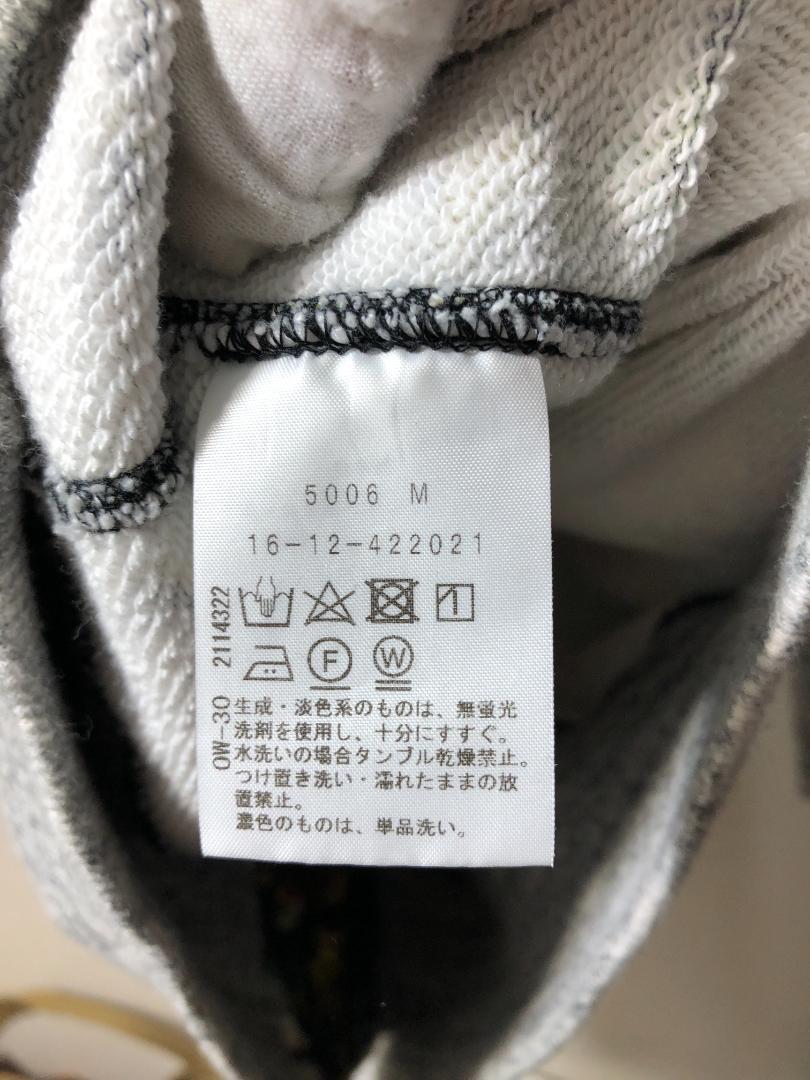 5006 M
16-12-422021
2114322
OW-30
F
W
生成・淡色系のものは、無蛍光
洗剤を使用し、十分にすすぐ。
水洗いの場合タンブル乾燥禁止。
つけ置き洗い・濡れたままの放
置禁止。
濃色のものは、単品洗い。